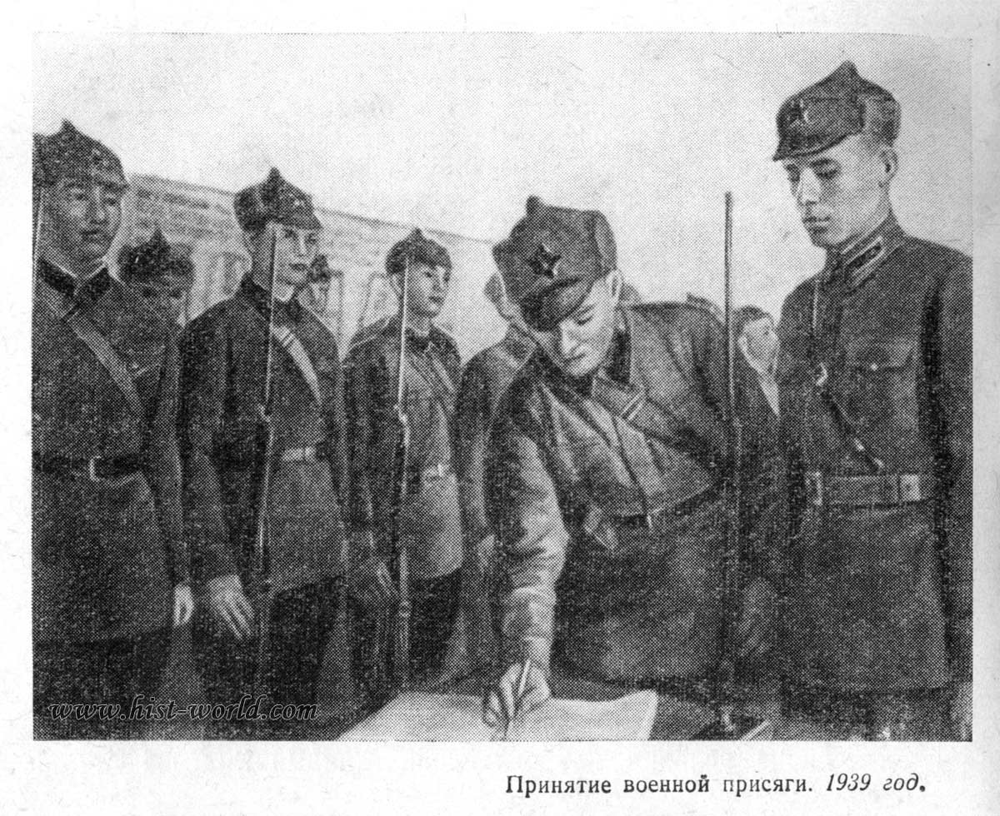 www.hist-world.com
Принятие военной присяги. 1939 год.